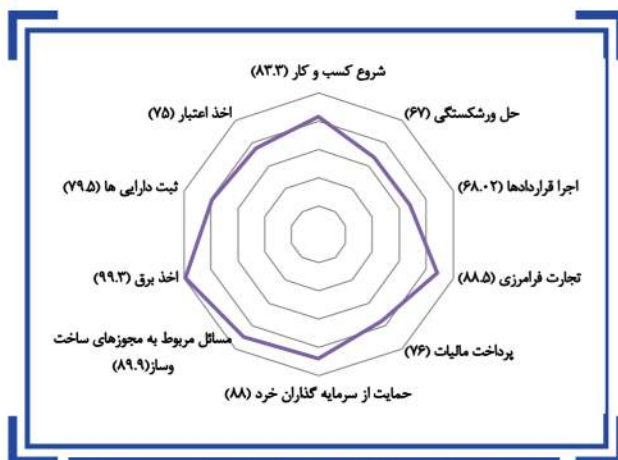 شروع کسب و کار (۸۳.۳)
حل ورشکستگی (۶۷)
اخذ اعتبار (۷۵)
اجرا قراردادها (۶۸.۰۲)
ثبت دارایی ها (۷۹.۵)
تجارت فرامرزی (۸۸.۵)
اخذ برق (۹۹.۳)
پرداخت مالیات (۷۶)
مسائل مربوط به مجوزهای ساخت
وساز(۸۹.۹)
حمایت از سرمایه گذاران خرد (۸۸)